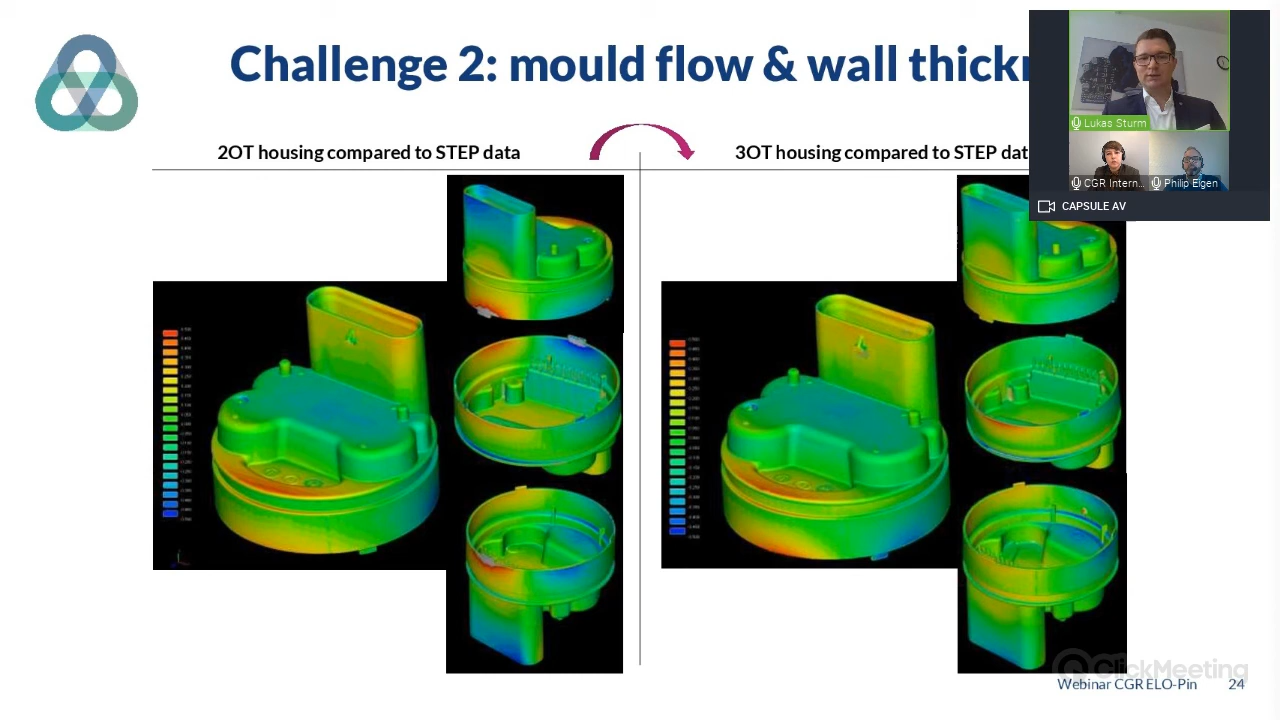 Challenge 2: mould flow & wall thickn
2OT housing compared to STEP data
3OT housing compared to STEP dat
Lukas Sturm
CGR Intern...
Philip Elgen
CAPSULE AV
ClickMeeting
Webinar CGR ELO-Pin
24